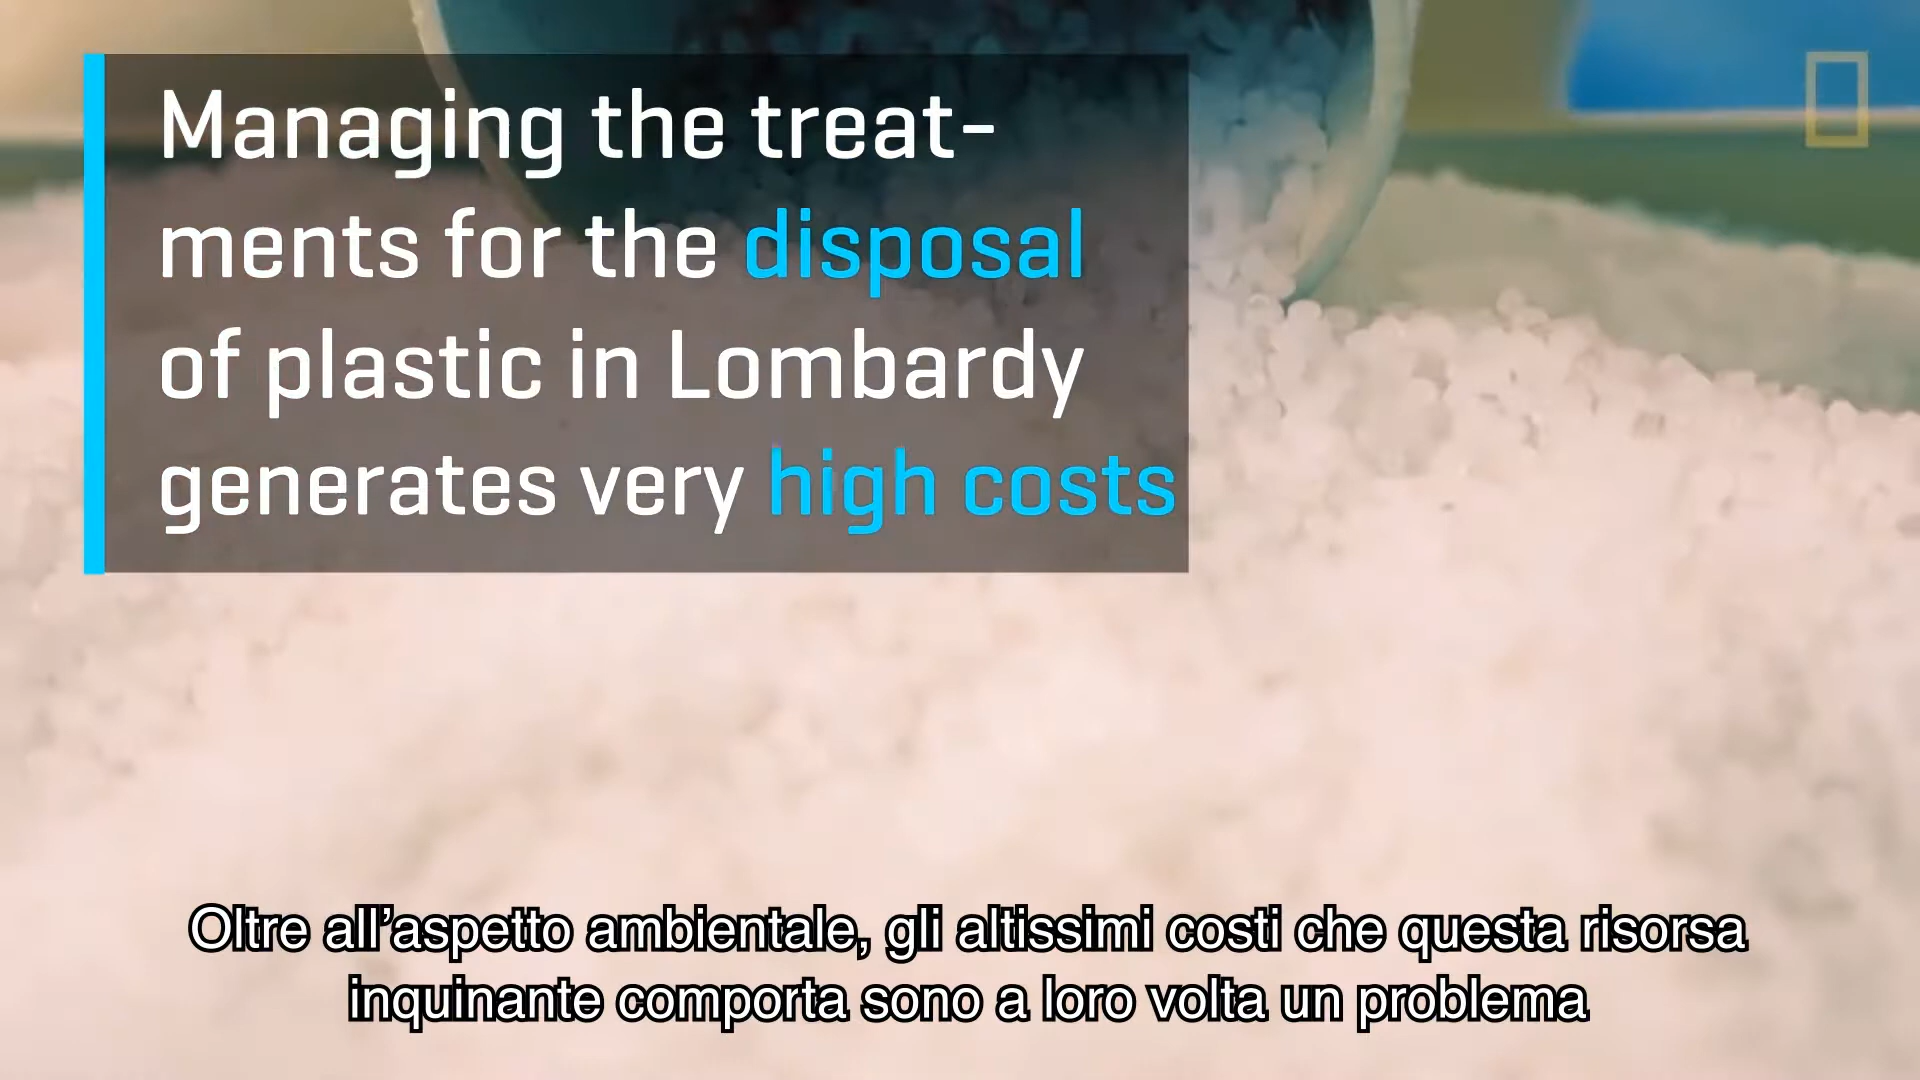 Managing the treat-
ments for the disposal
of plastic in Lombardy
generates very high costs
Oltre all’aspetto ambientale, gli altissimi costi che questa risorsa
inquinante comporta sono a loro volta un problema